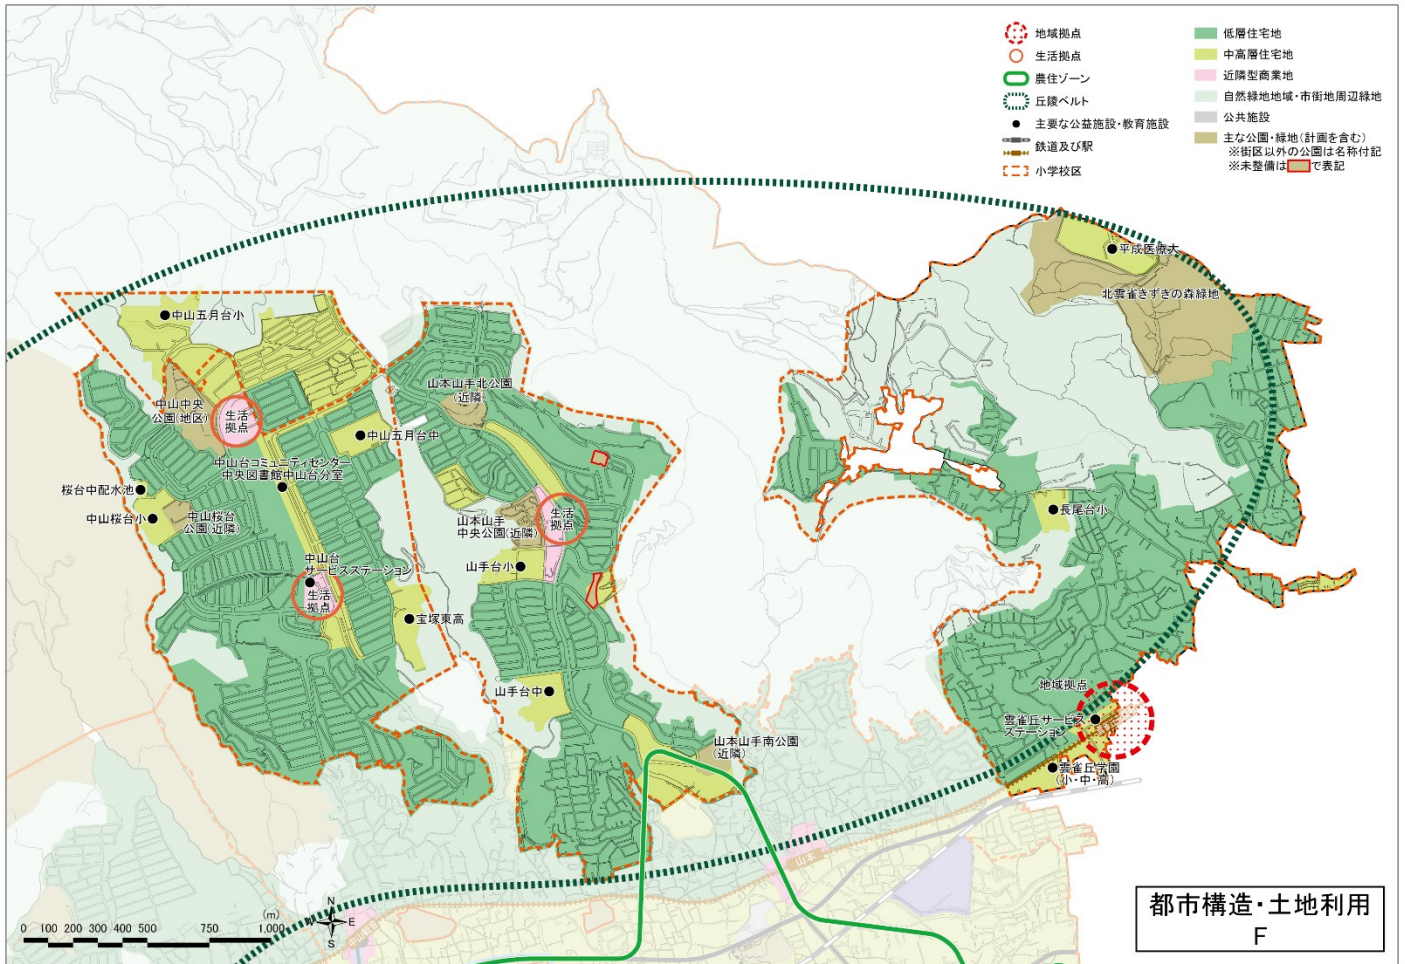 地域拠点
生活拠点
農住ゾーン
丘陵ベルト
主要な公益施設・教育施設
鉄道及び駅
小学校区
低層住宅地
中高層住宅地
近隣型商業地
自然緑地地域・市街地周辺緑地
公共施設
主な公園・緑地(計画を含む)
※街区以外の公園は名称付記
※未整備は で表記
平成医療大
北雲雀きずきの森緑地
中山五月台小
中山中央
公園(地区)
生活
拠点
山本山手北公園
(近隣)
中山五月台中
中山台コミュニティセンター
中央図書館中山台分室
桜台中配水池
中山桜台小
中山桜台
公園(近隣)
山本山手
中央公園(近隣)
生活
拠点
長尾台小
中山台
サービスステーション
生活
拠点
山手台小
宝塚東高
山手台中
地域拠点
雲雀丘サービス
ステーション
山本山手南公園
(近隣)
雲雀丘学園
(小・中・高)
山本
0 100 200 300 400 500 750 1,000
(m)
N
E
S
都市構造・土地利用
F